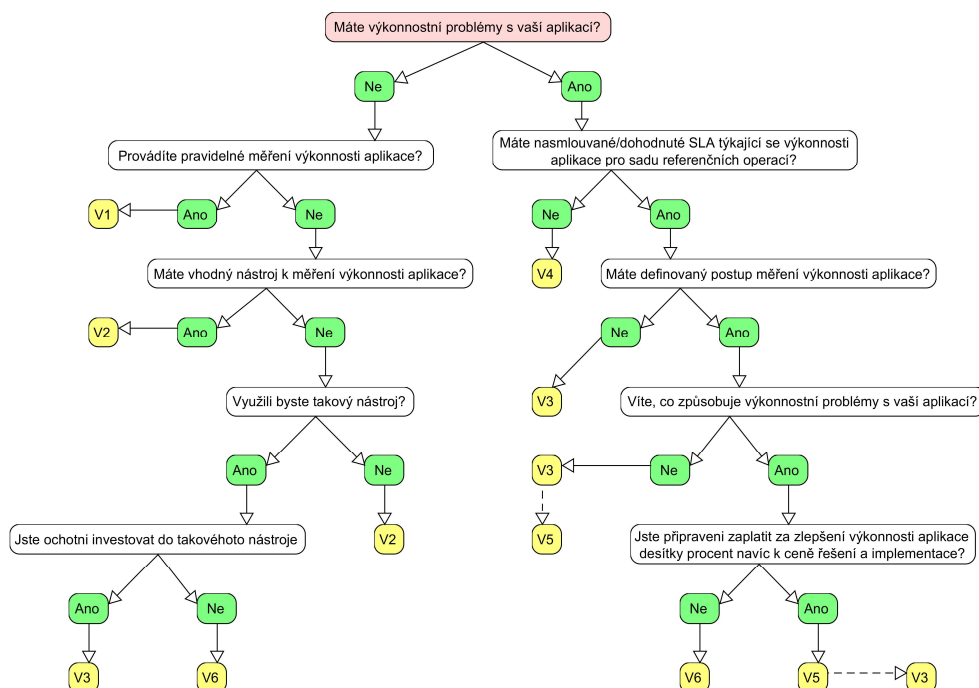 Máte výkonnostní problémy s vaší aplikací?
Ne
Ano
Provádíte pravidelné měření výkonnosti aplikace?
Máte nasmlouvané/dohodnuté SLA týkající se výkonnosti
aplikace pro sadu referenčních operací?
V1
Ano
Ne
Ne
Ano
Máte vhodný nástroj k měření výkonnosti aplikace?
V4
Máte definovaný postup měření výkonnosti aplikace?
V2
Ano
Ne
Ne
Ano
Využili byste takový nástroj?
V3
Víte, co způsobuje výkonnostní problémy s vaší aplikací?
Ano
Ne
V3
Ne
Ano
Jste ochotni investovat do takovéhoto nástroje
V2
V5
Jste připraveni zaplatit za zlepšení výkonnosti aplikace
desítky procent navíc k ceně řešení a implementace?
Ano
Ne
Ne
Ano
V3
V6
V6
V5
V3